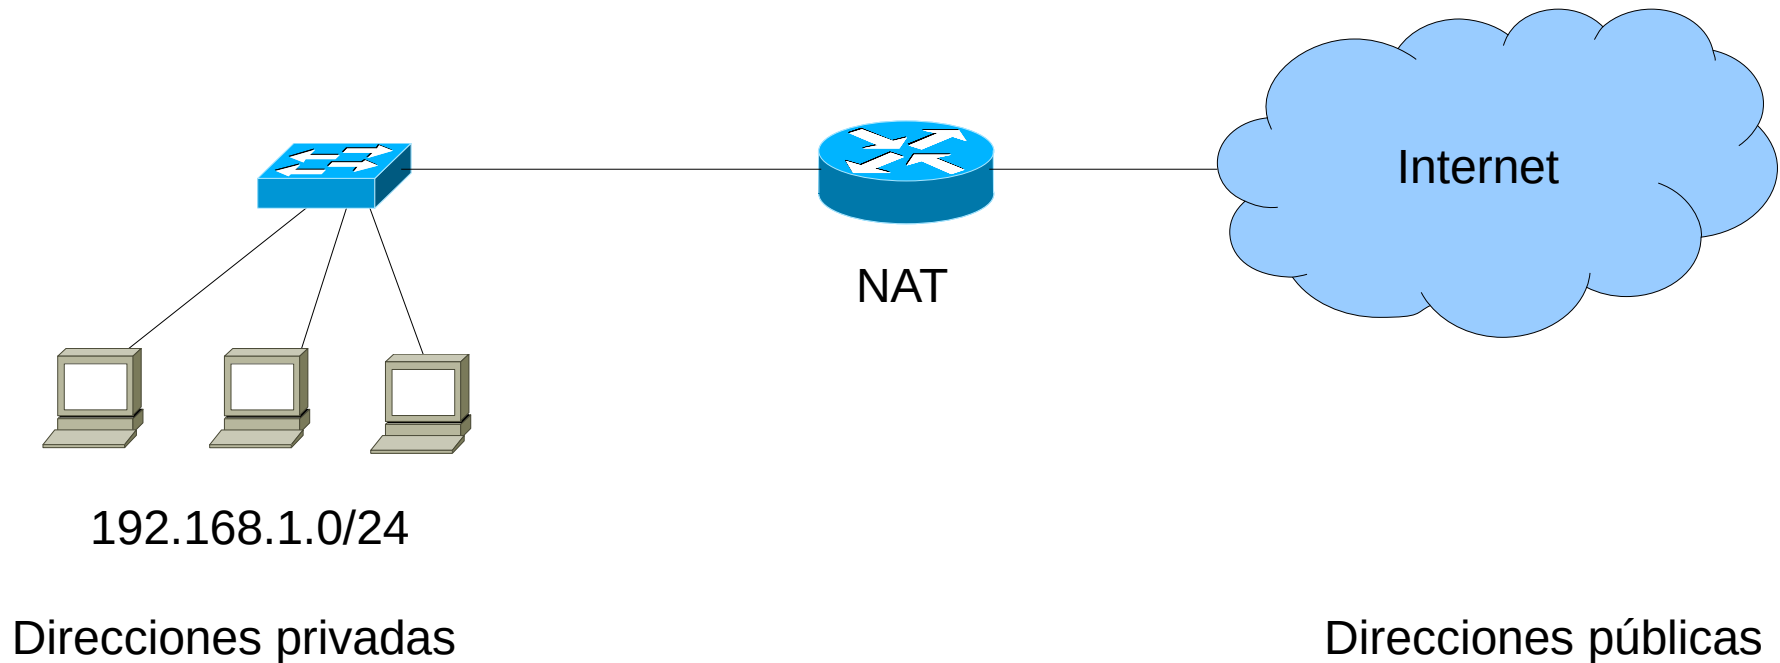 Internet
NAT
192.168.1.0/24
Direcciones privadas
Direcciones públicas